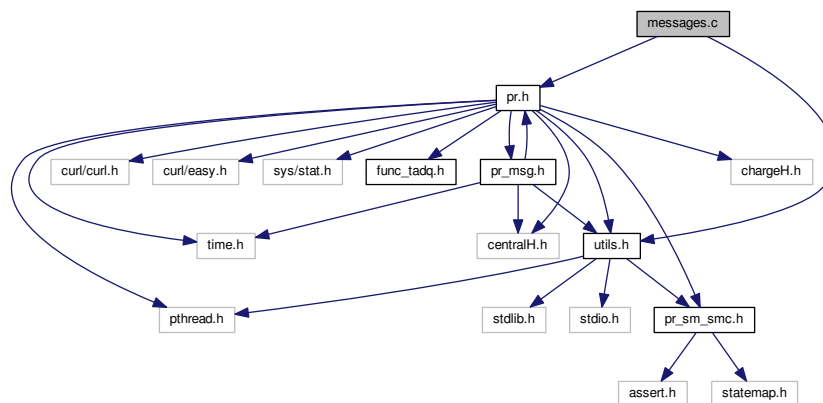 messages.c
pr.h
curl/curl.h
curl/easy.h
sys/stat.h
func_tadq.h
pr_msg.h
chargeH.h
time.h
centralH.h
utils.h
pthread.h
stdlib.h
stdio.h
pr_sm_smc.h
assert.h
statemap.h